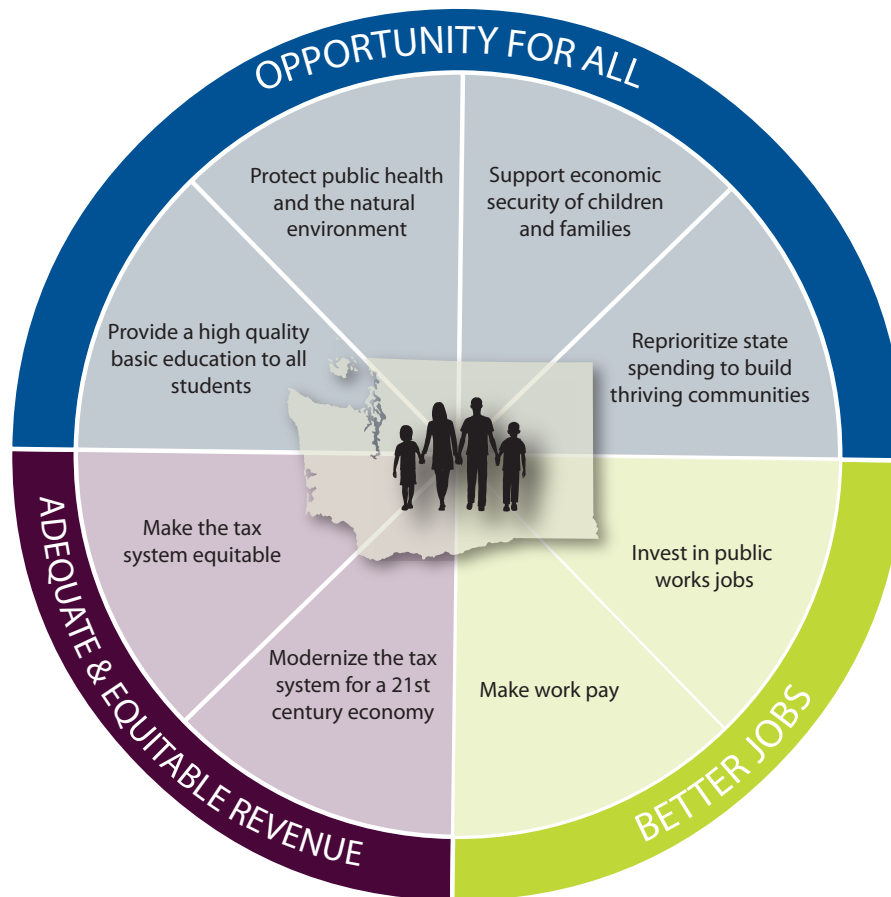 OPPORTUNITY FOR ALL
Protect public health
and the natural
environment
Support economic
security of children
and families
Provide a high quality
basic education to all
students
Reprioritize state
spending to build
thriving communities
Make the tax
system equitable
Invest in public
works jobs
Modernize the tax
system for a 21st
century economy
Make work pay
ADEQUATE & EQUITABLE REVENUE
BETTER JOBS